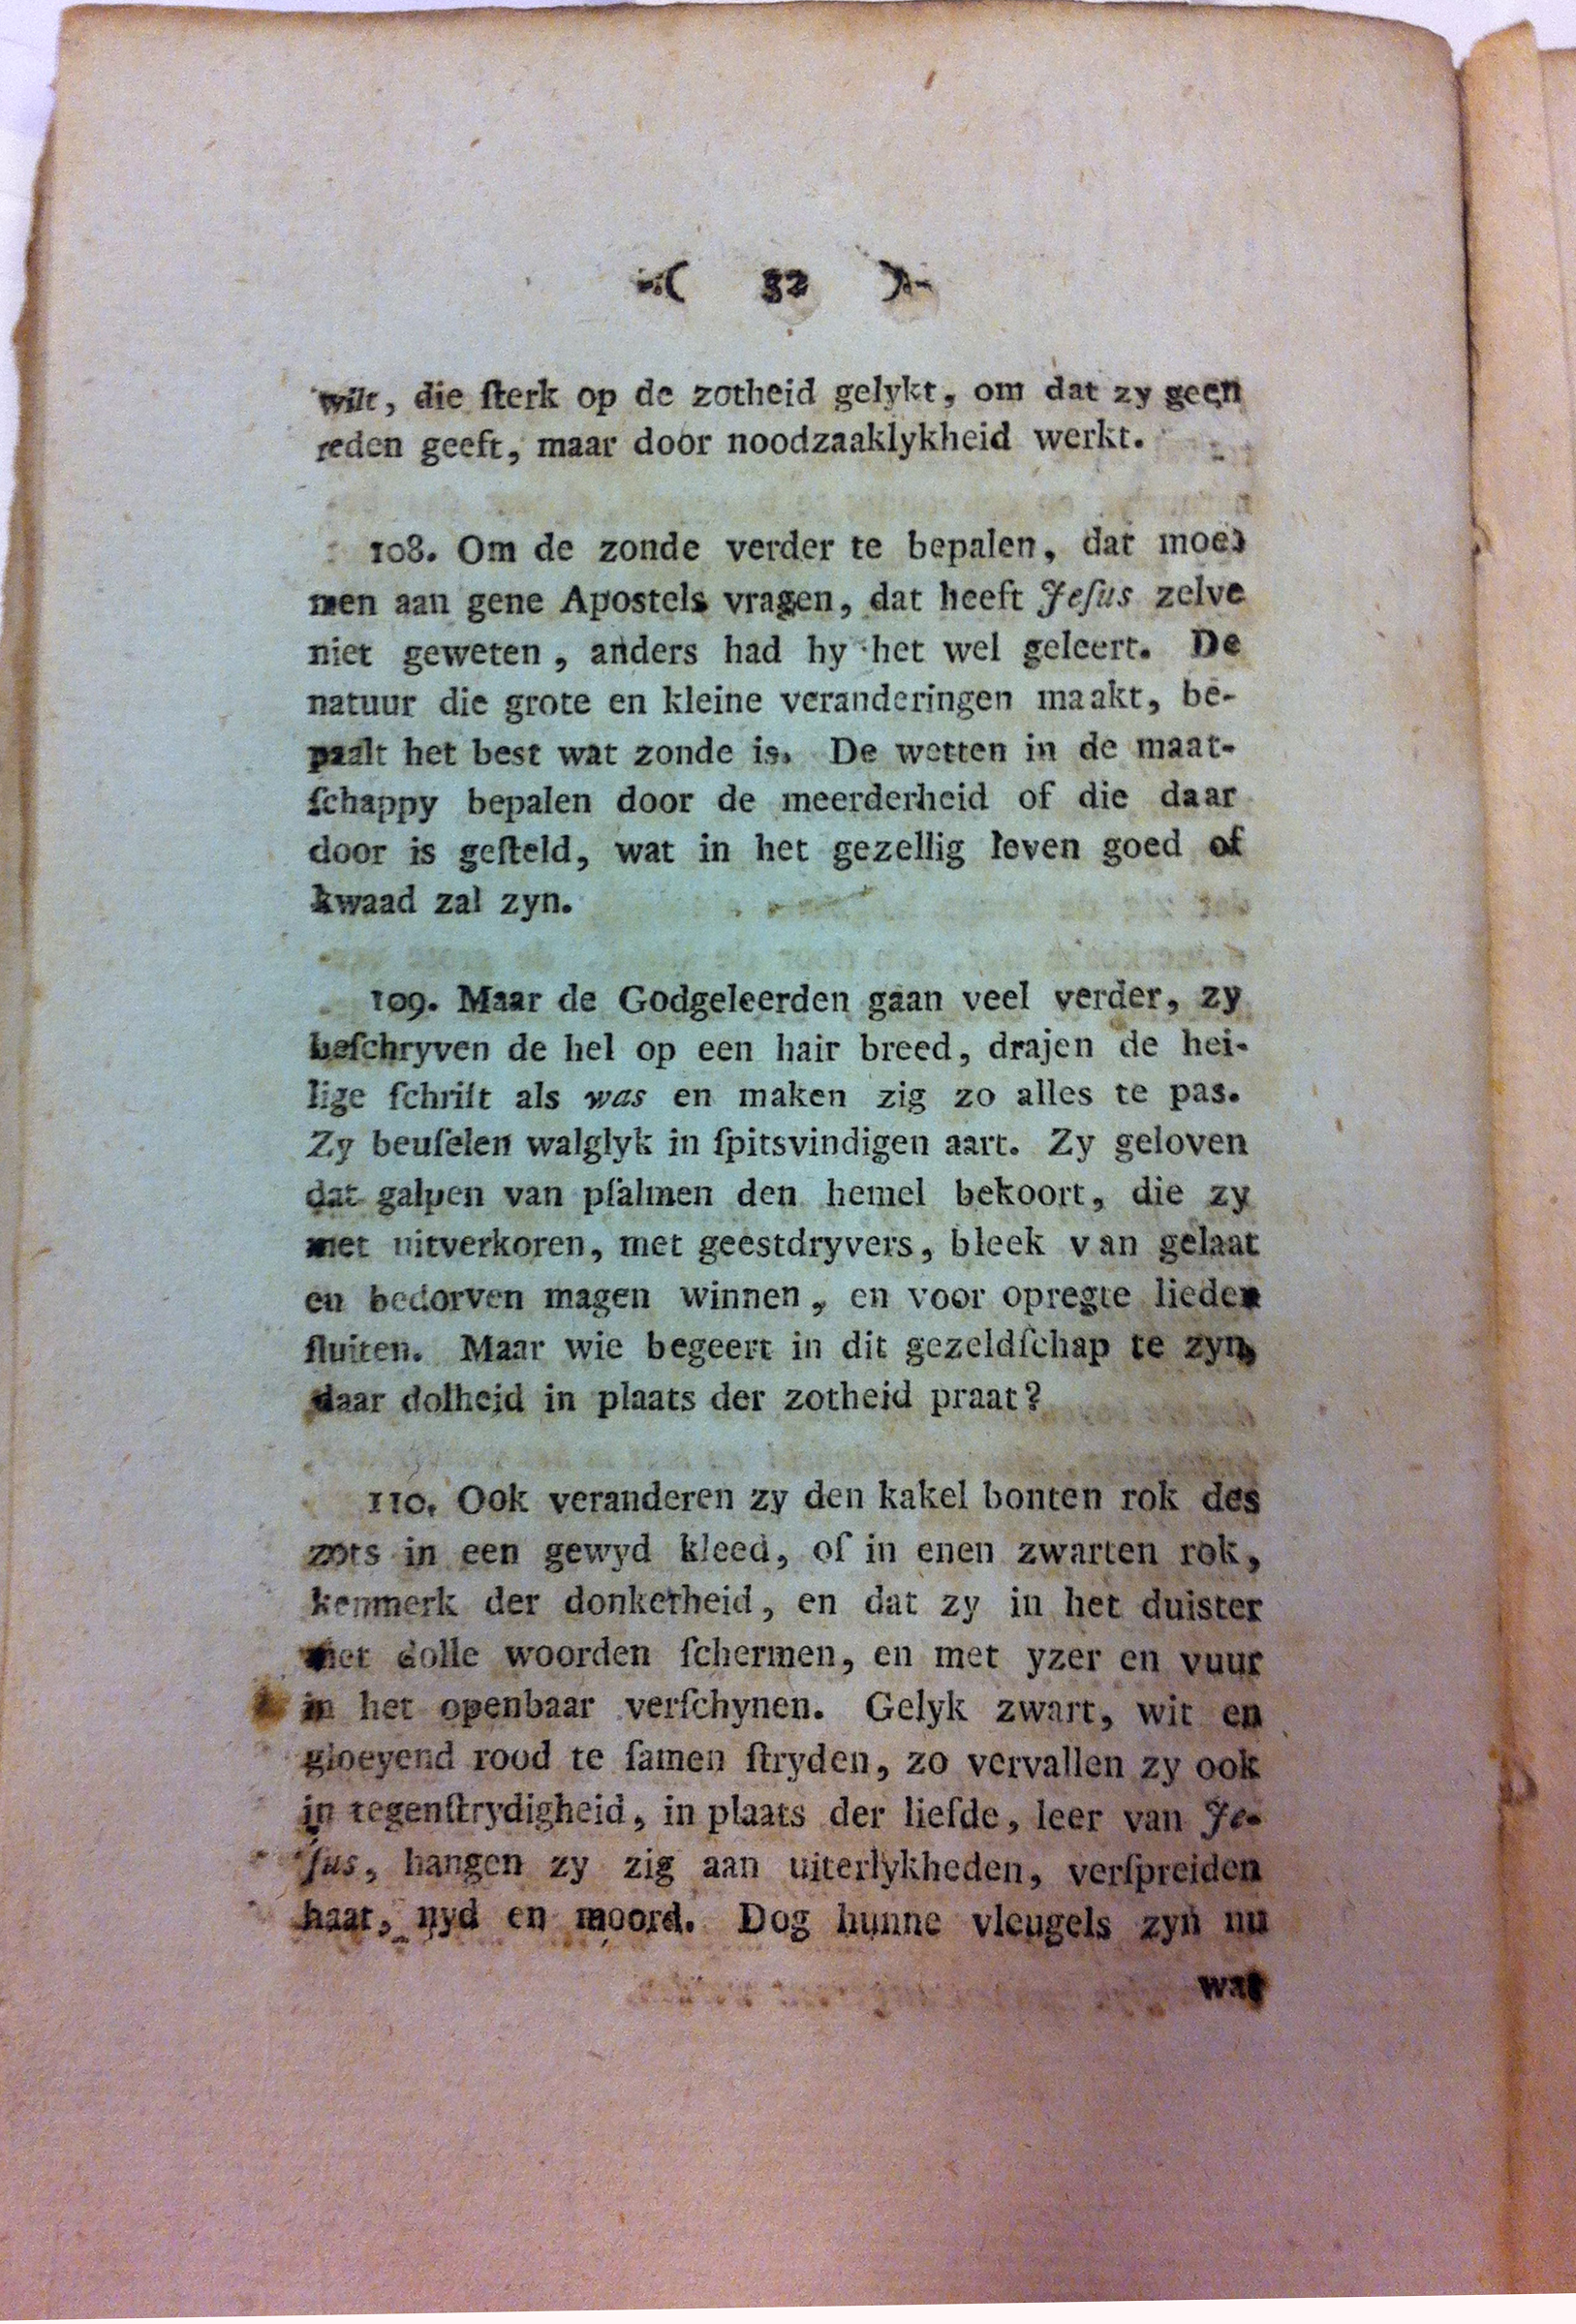 ( 32 )
wilt, die ſterk op de zotheid gelykt, om dat zy geen
reden geeft, maar door noodzaaklykheid werkt.
108. Om de zonde verder te bepalen, dat moet
men aan gene Apostels vragen, dat heeft Jeſus zelve
niet geweten, anders had hy het wel geleert. De
natuur die grote en kleine veranderingen maakt, be-
paalt het best wat zonde is. De wetten in de maat-
ſchappy bepalen door de meerderheid of die daar
door is geſteld, wat in het gezellig leven goed of
kwaad zal zyn.
109. Maar de Godgeleerden gaan veel verder, zy
beſchryven de hel op een hair breed, drajen de hei-
lige ſchrift als was en maken zig zo alles te pas.
Zy beuſelen walglyk in ſpitsvindigen aart. Zy geloven
dat galpen van pſalmen den hemel bekoort, die zy
met uitverkoren, met geestdryvers, bleek van gelaat
en bedorven magen winnen, en voor opregte lieden
ſluiten. Maar wie begeert in dit gezeldſchap te zyn,
daar dolheid in plaats der zotheid praat?
110. Ook veranderen zy den kakel bonten rok des
zots in een gewyd kleed, of in enen zwarten rok,
kenmerk der donkerheid, en dat zy in het duister
met dolle woorden ſchermen, en met yzer en vuur
in het openbaar verſchynen. Gelyk zwart, wit en
gloeyend rood te ſamen ſtryden, zo vervallen zy ook
in tegenſtrydigheid, in plaats der liefde, leer van Je-
ſus, hangen zy zig aan uiterlykheden, verſpreiden
haat, nyd en moord. Dog hunne vleugels zyn nu
wat